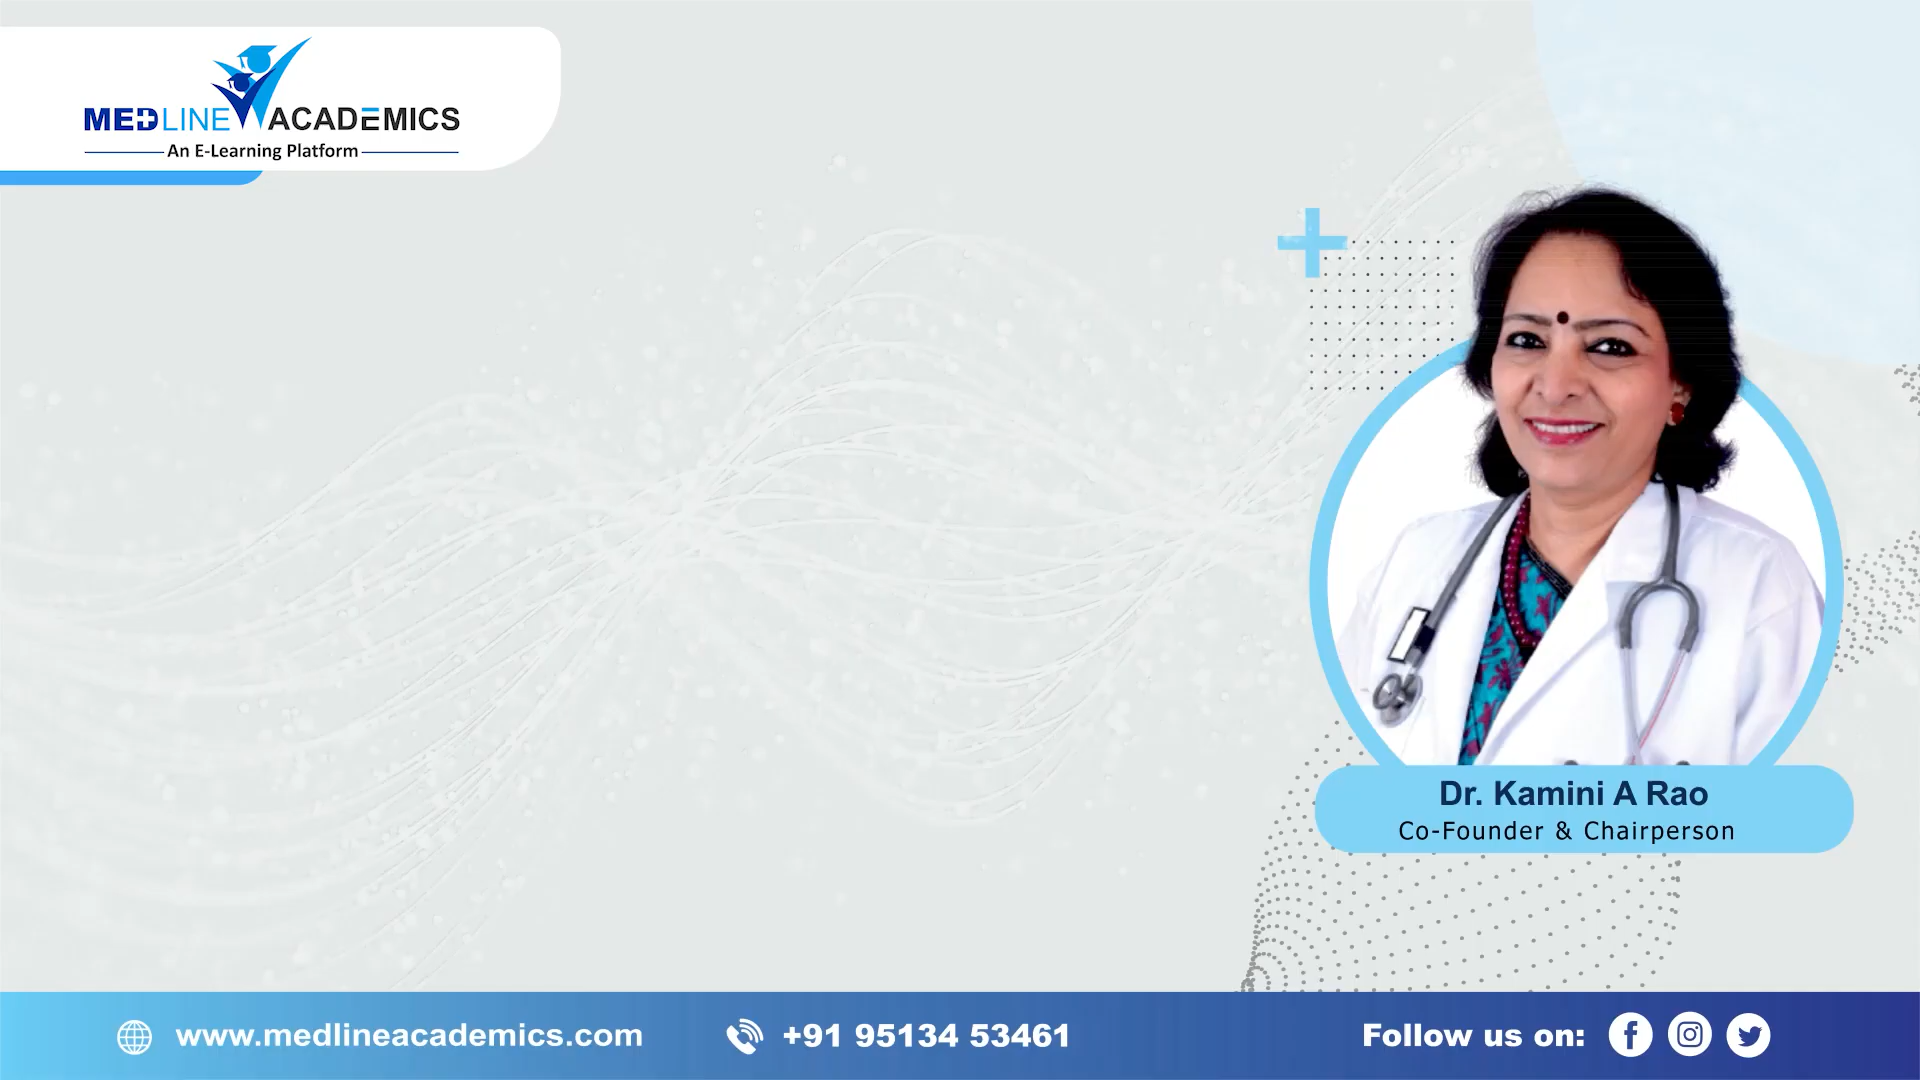 MEDLINE ACADEMICS
An E-Learning Platform
Dr. Kamini A Rao
Co-Founder & Chairperson
www.medlineacademics.com
+91 95134 53461
Follow us on: